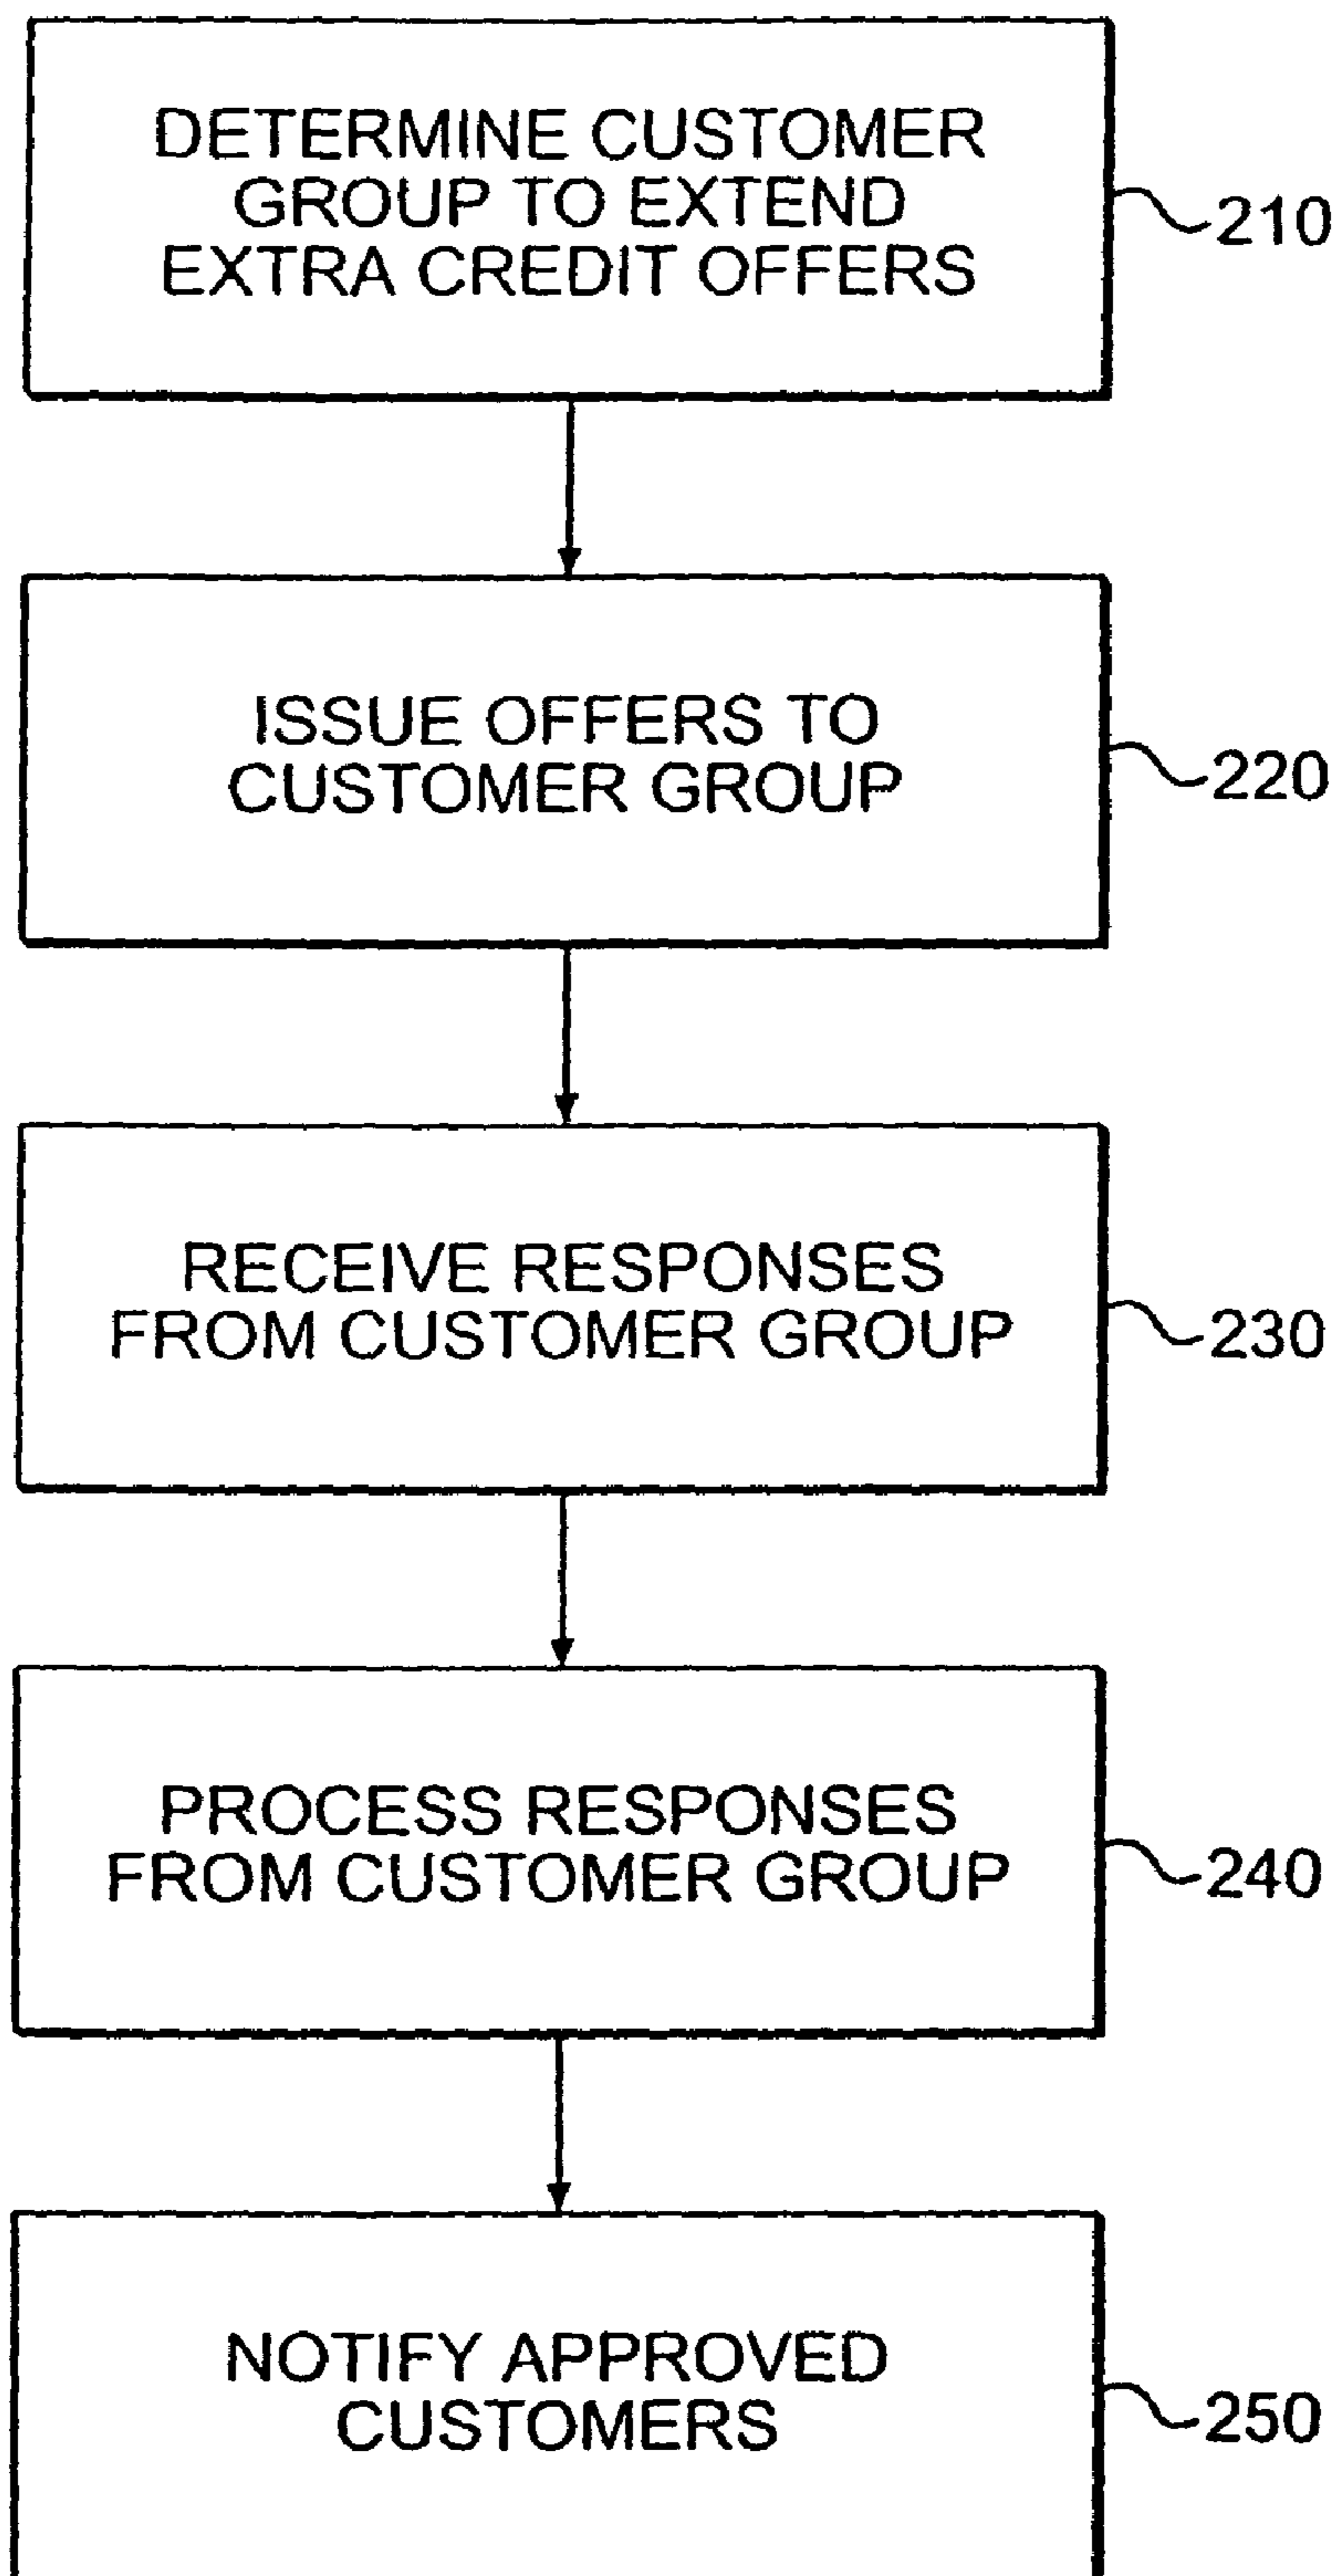 DETERMINE CUSTOMER
GROUP TO EXTEND
EXTRA CREDIT OFFERS
210
ISSUE OFFERS TO
CUSTOMER GROUP
220
RECEIVE RESPONSES
FROM CUSTOMER GROUP
230
PROCESS RESPONSES
FROM CUSTOMER GROUP
240
NOTIFY APPROVED
CUSTOMERS
250